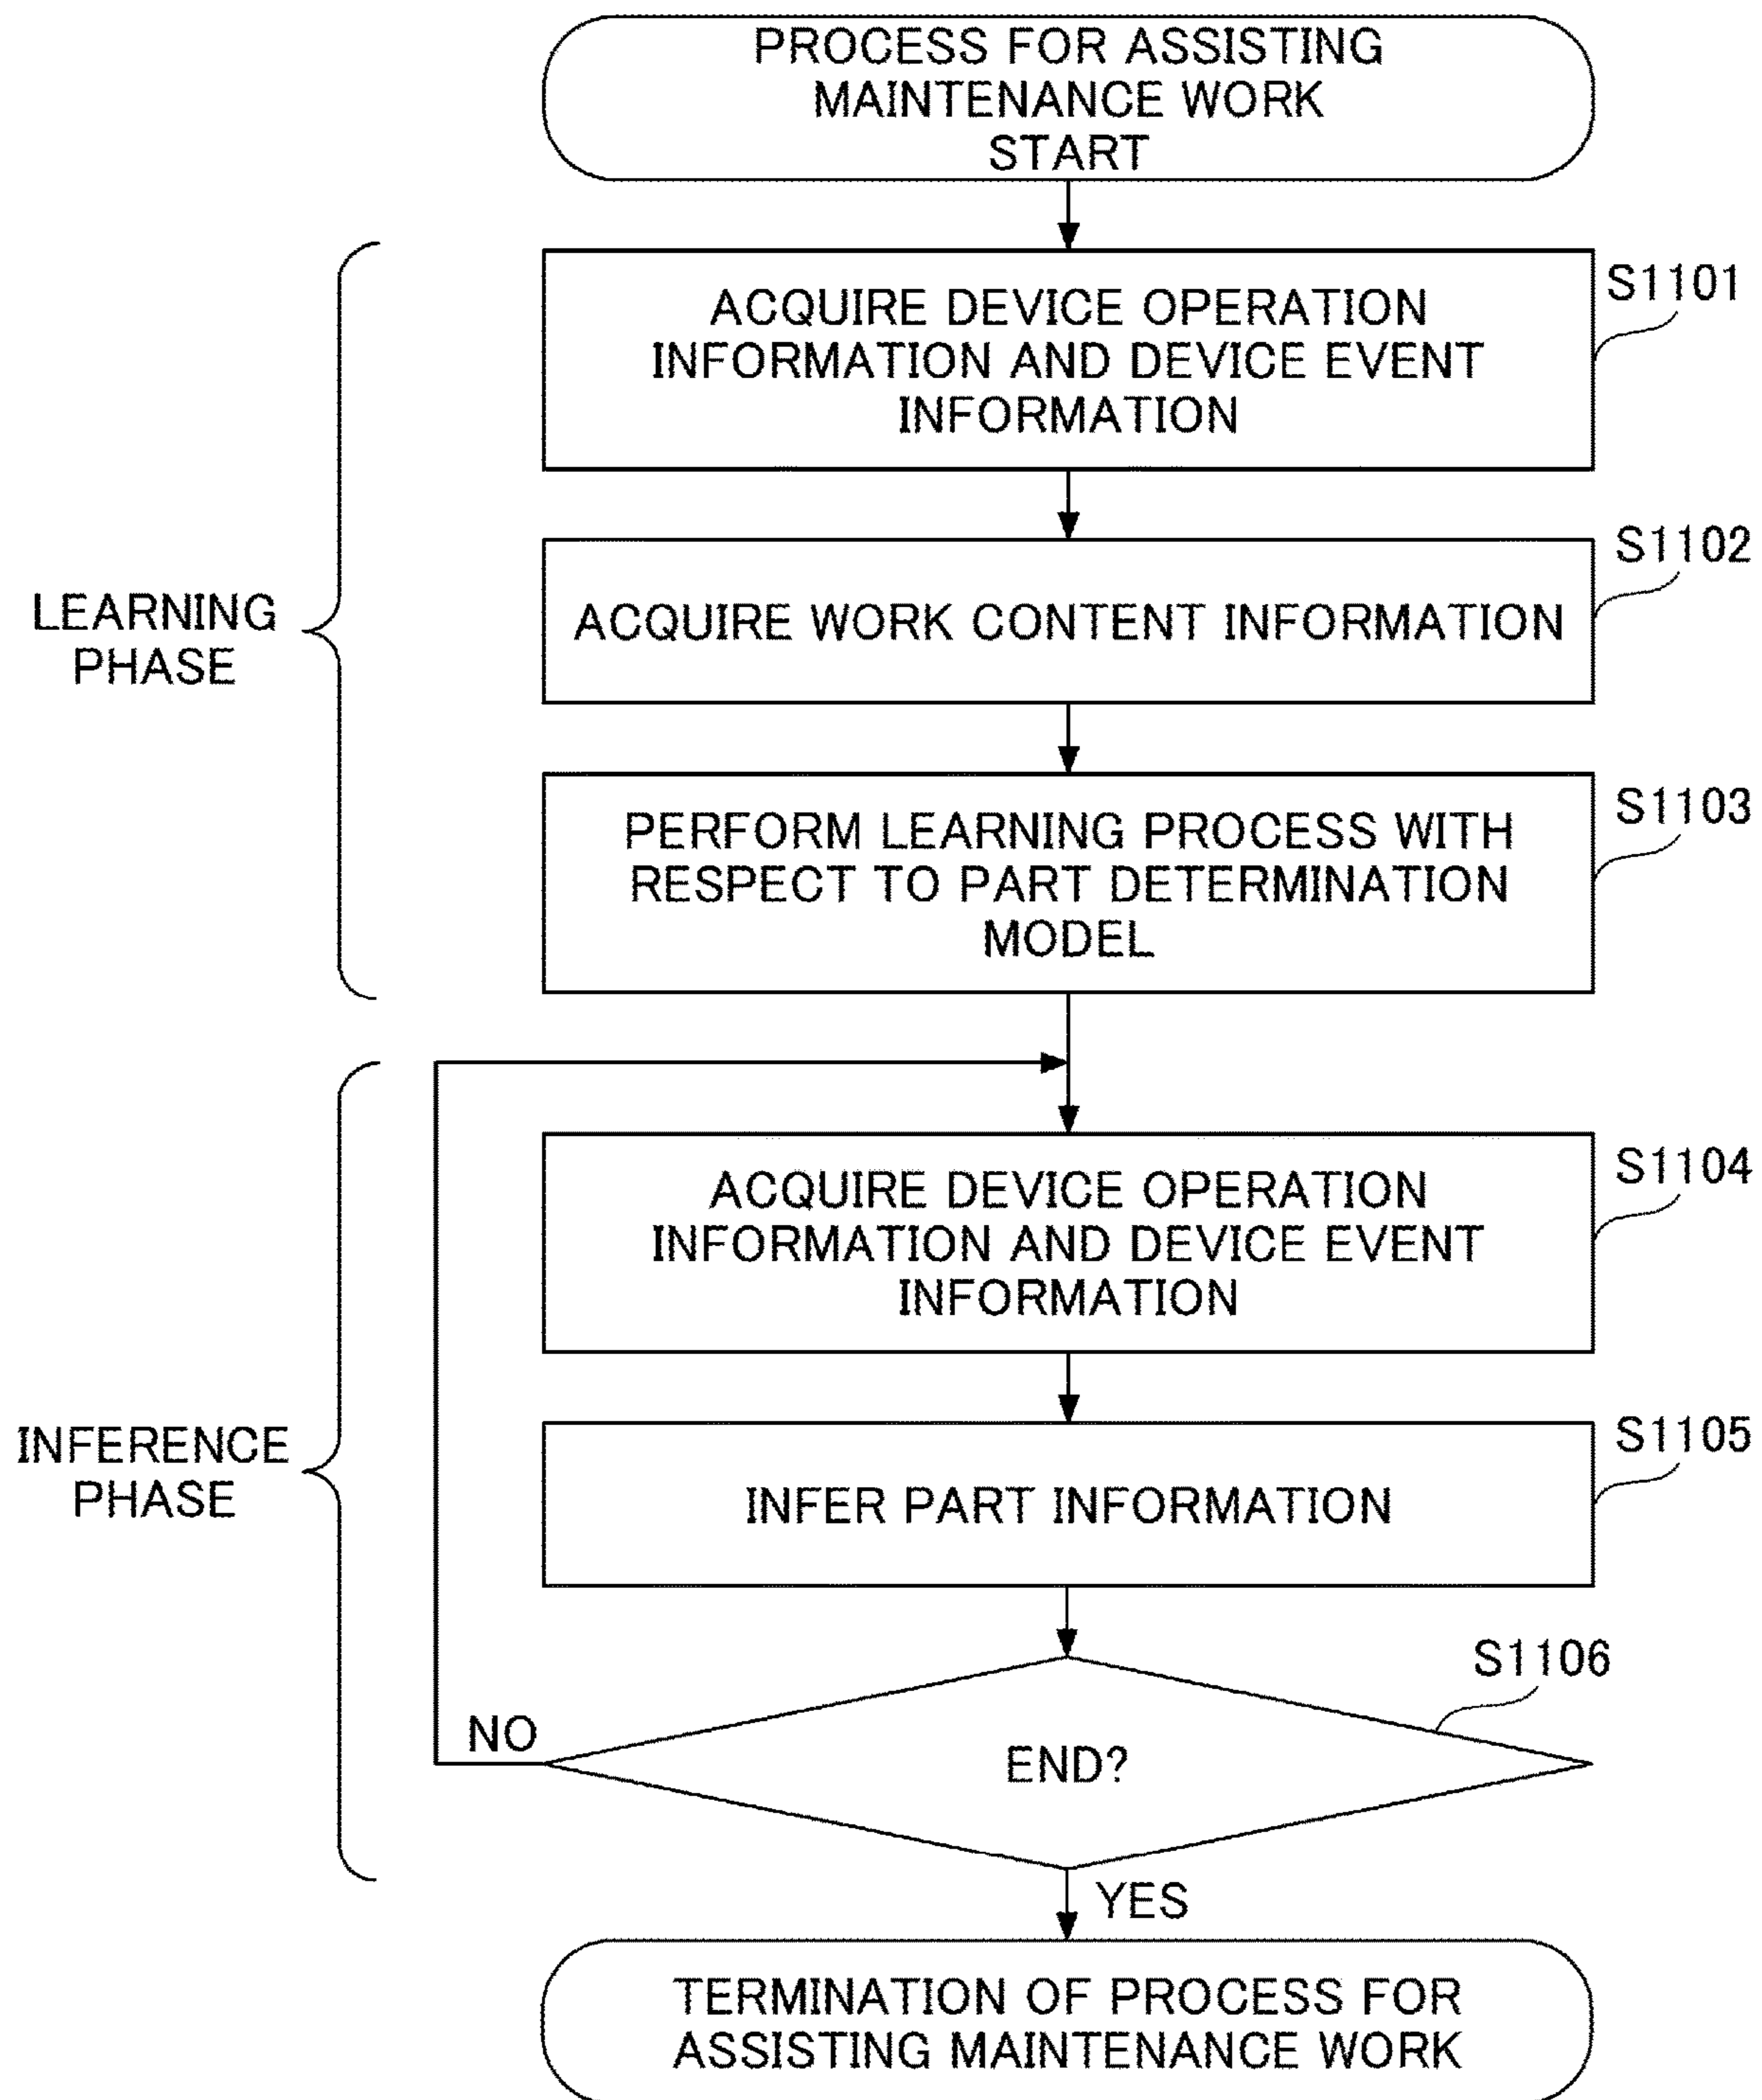 PROCESS FOR ASSISTING
MAINTENANCE WORK
START
ACQUIRE DEVICE OPERATION
INFORMATION AND DEVICE EVENT
INFORMATION
S1101
ACQUIRE WORK CONTENT INFORMATION
S1102
LEARNING
PHASE
PERFORM LEARNING PROCESS WITH
RESPECT TO PART DETERMINATION
MODEL
S1103
ACQUIRE DEVICE OPERATION
INFORMATION AND DEVICE EVENT
INFORMATION
S1104
INFERENCE
PHASE
INFER PART INFORMATION
S1105
END?
S1106
NO
YES
TERMINATION OF PROCESS FOR
ASSISTING MAINTENANCE WORK